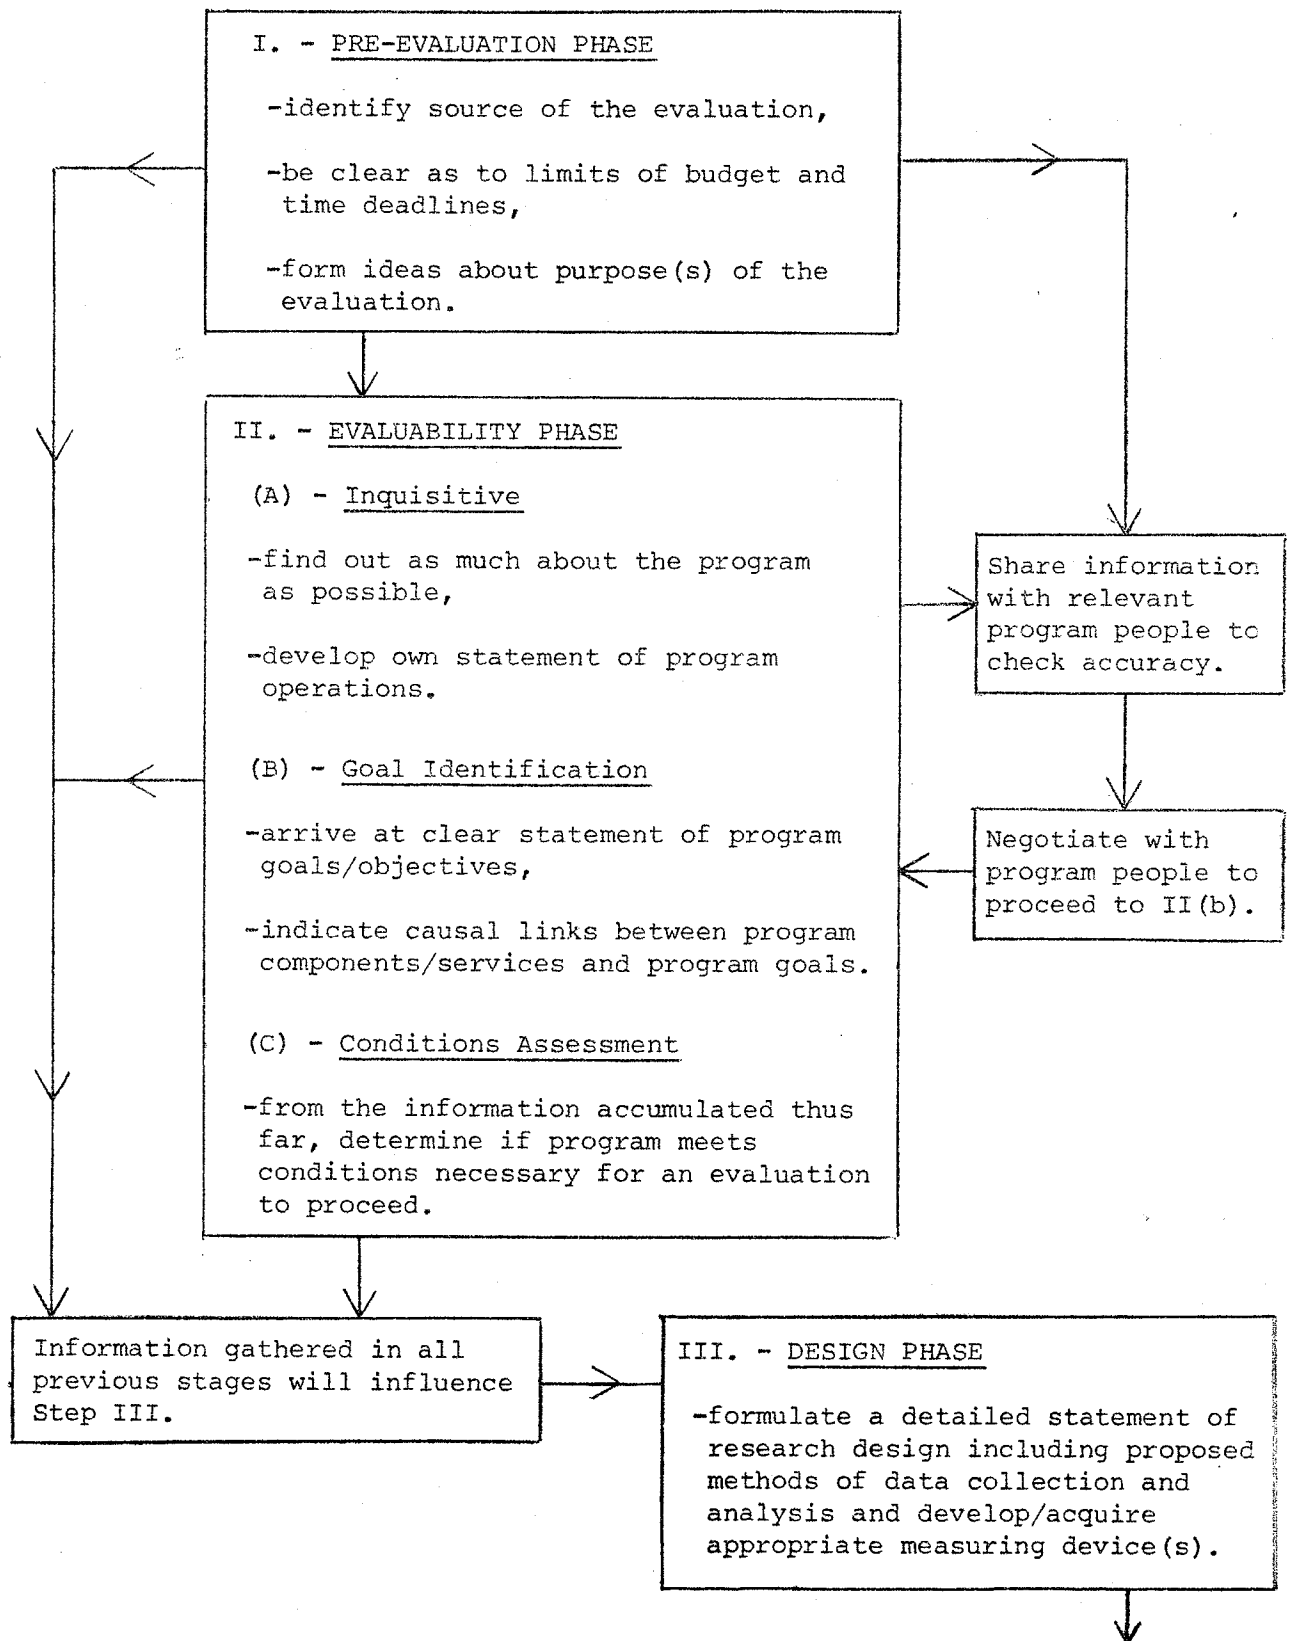 I. - PRE-EVALUATION PHASE
-identify source of the evaluation,
-be clear as to limits of budget and
time deadlines,
-form ideas about purpose(s) of the
evaluation.
II. - EVALUABILITY PHASE
(A) - Inquisitive
-find out as much about the program
as possible,
-develop own statement of program
operations.
(B) - Goal Identification
-arrive at clear statement of program
goals/objectives,
-indicate causal links between program
components/services and program goals.
(C) - Conditions Assessment
-from the information accumulated thus
far, determine if program meets
conditions necessary for an evaluation
to proceed.
Share information
with relevant
program people to
check accuracy.
Negotiate with
program people to
proceed to II(b).
Information gathered in all
previous stages will influence
Step III.
III. - DESIGN PHASE
-formulate a detailed statement of
research design including proposed
methods of data collection and
analysis and develop/acquire
appropriate measuring device(s).